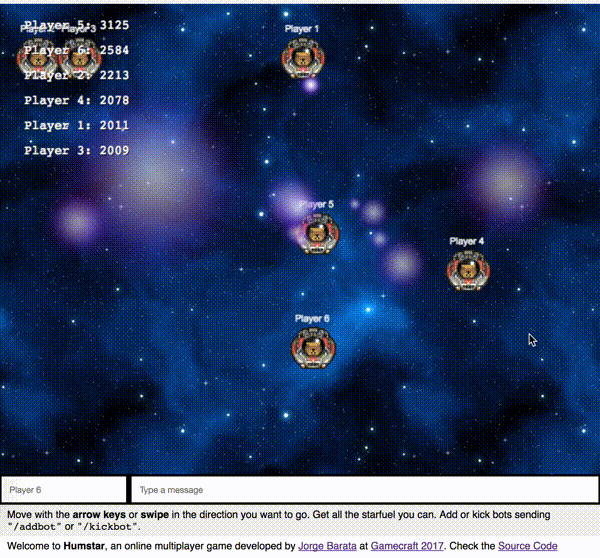 Player 5: 3125
Player 6: 2584
Player 2: 2213
Player 4: 2078
Player 1: 2011
Player 3: 2009
Player 1
Player 5
Player 4
Player 6
Player 6
Type a message
Move with the arrow keys or swipe in the direction you want to go. Get all the starfuel you can. Add or kick bots sending
"/addbot" or "/kickbot".
Welcome to Humstar, an online multiplayer game developed by Jorge Barata at Gamecraft 2017. Check the Source Code